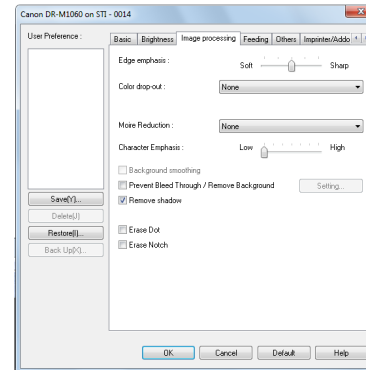 Canon DR-M1060 on STI - 0014
User Preference :
Basic Brightness Image processing Feeding Others Imprinter/Addo
Edge emphasis : Soft Sharp
Color drop-out : None
Moire Reduction : None
Character Emphasis : Low High
Background smoothing
Prevent Bleed Through / Remove Background Setting...
Save(Y)... Remove shadow
Delete(J)
Restore(I)... Erase Dot
Back Up(X)... Erase Notch
OK Cancel Default Help